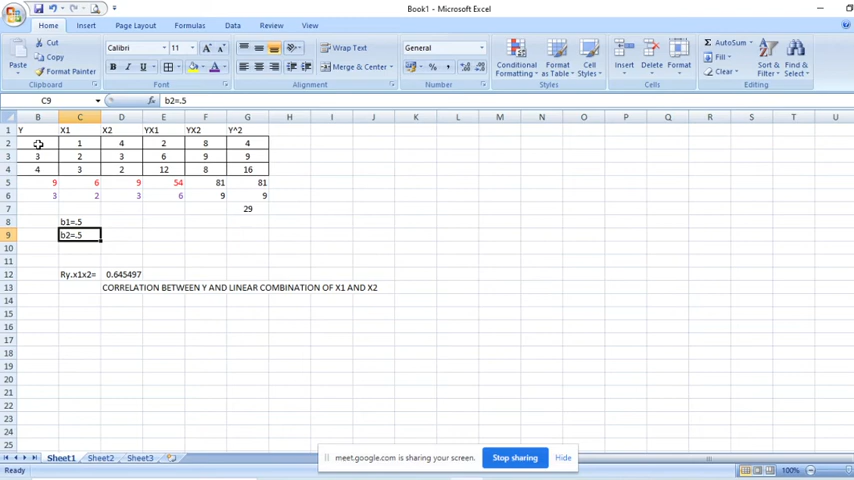 Book1 - Microsoft Excel
Home Insert Page Layout Formulas Data Review View
Cut
Copy
Format Painter
Paste
Clipboard
Calibri 11
B I U
Font
Wrap Text
Merge & Center
Alignment
General
% ,
Number
Conditional Formatting
Format as Table
Cell Styles
Styles
Insert Delete Format
Cells
Σ AutoSum
Fill
Clear
Sort & Filter
Find & Select
Editing
C9 fx b2=.5
B C D E F G H I J K L M N O P Q R S T U
1 Y X1 X2 YX1 YX2 Y^2
2 1 4 2 8 4
3 3 2 3 6 9 9
4 4 3 2 12 8 16
5 9 6 9 54 81 81
6 3 2 3 6 9 9
7 29
8 b1=.5
9 b2=.5
10
11
12 Ry.x1x2= 0.645497
13 CORRELATION BETWEEN Y AND LINEAR COMBINATION OF X1 AND X2
14
15
16
17
18
19
20
21
22
23
24
25
Sheet1 Sheet2 Sheet3
meet.google.com is sharing your screen. Stop sharing Hide
Ready 100%